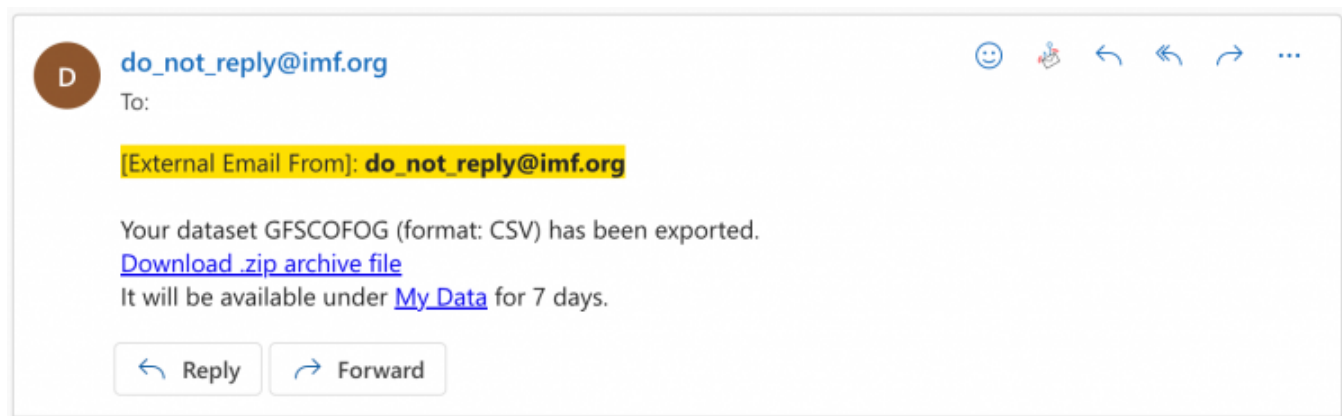 D
do_not_reply@imf.org
To:
[External Email From]: do_not_reply@imf.org
Your dataset GFSCOFOG (format: CSV) has been exported.
Download .zip archive file
It will be available under My Data for 7 days.
Reply
Forward